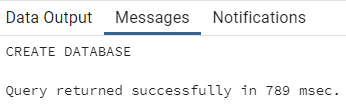 Data Output Messages Notifications
CREATE DATABASE
Query returned successfully in 789 msec.